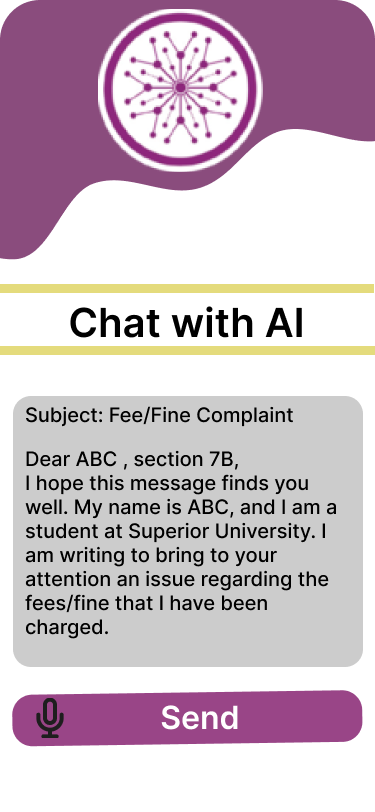 Chat with AI
Subject: Fee/Fine Complaint
Dear ABC , section 7B,
I hope this message finds you
well. My name is ABC, and I am a
student at Superior University. I
am writing to bring to your
attention an issue regarding the
fees/fine that I have been
charged.
Send